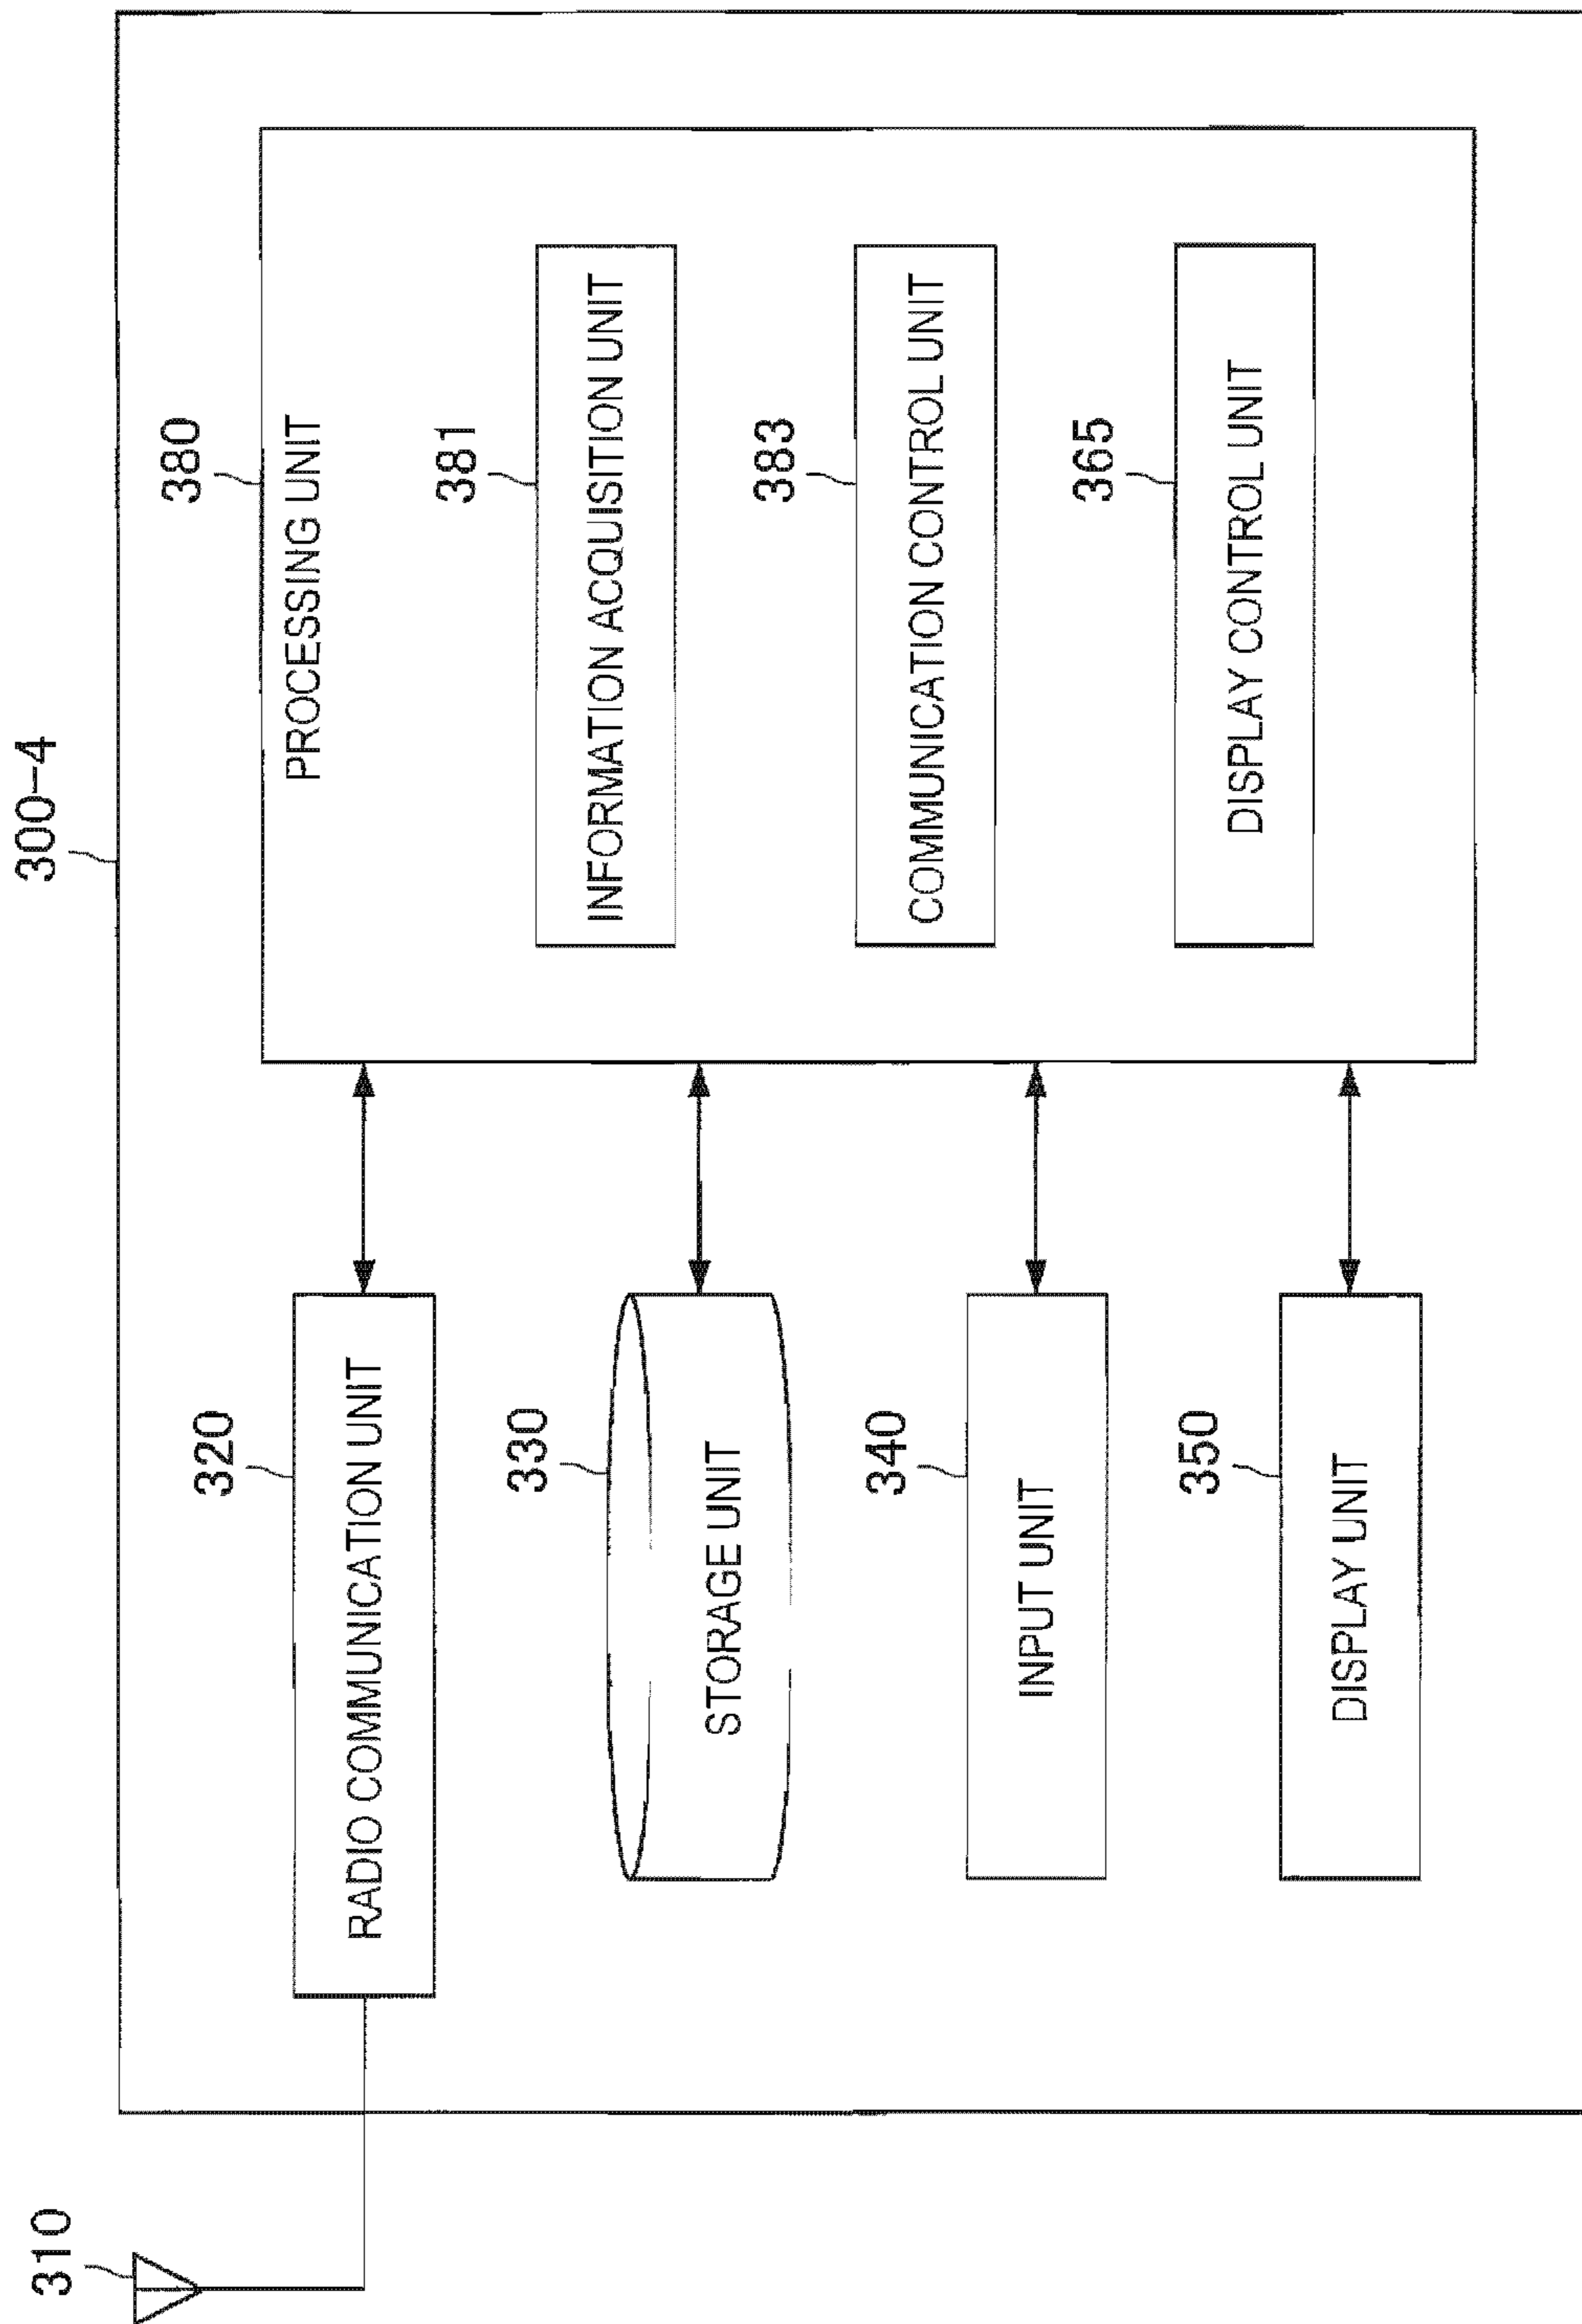 300-4
310
320
RADIO COMMUNICATION UNIT
330
STORAGE UNIT
340
INPUT UNIT
350
DISPLAY UNIT
380
PROCESSING UNIT
381
INFORMATION ACQUISITION UNIT
383
COMMUNICATION CONTROL UNIT
365
DISPLAY CONTROL UNIT